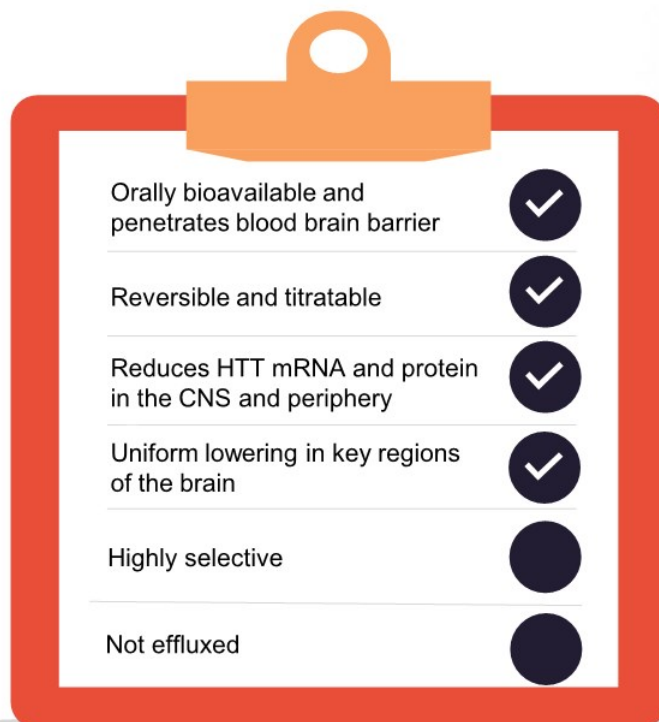 Orally bioavailable and
penetrates blood brain barrier
Reversible and titratable
Reduces HTT mRNA and protein
in the CNS and periphery
Uniform lowering in key regions
of the brain
Highly selective
Not effluxed